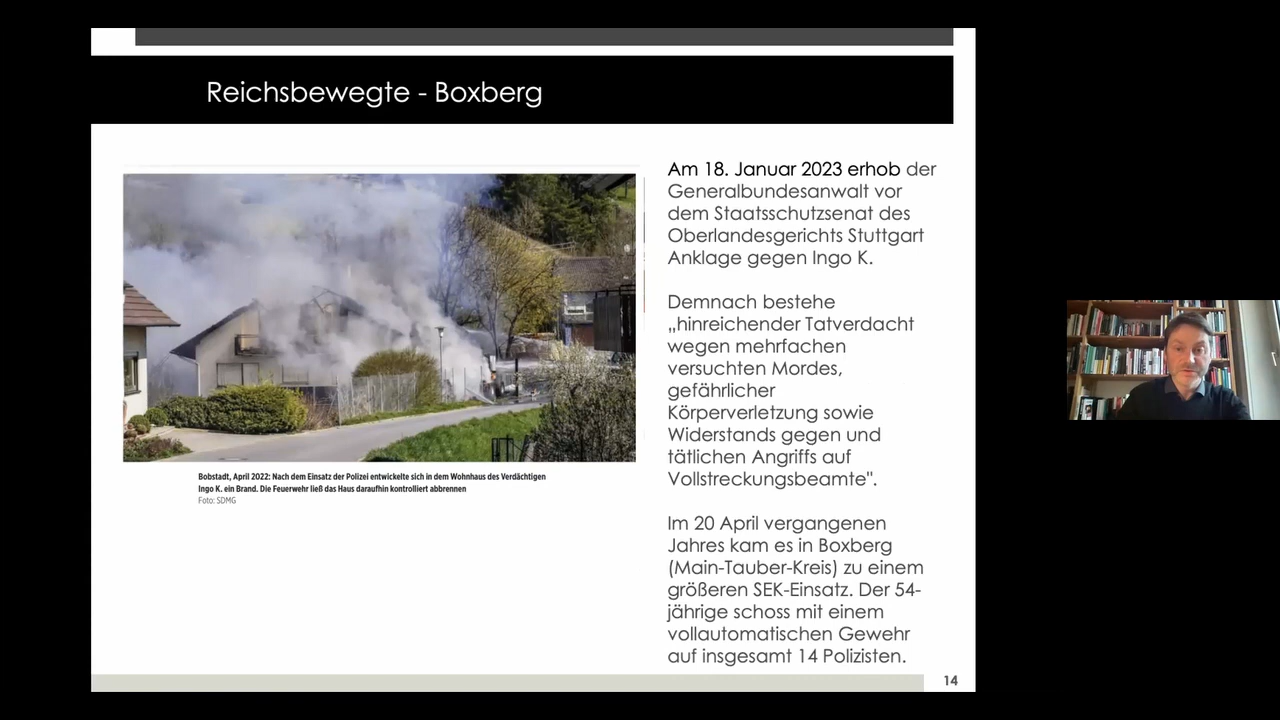 Reichsbewegte - Boxberg
Bobstadt, April 2022: Nach dem Einsatz der Polizei entwickelte sich in dem Wohnhaus des Verdächtigen
Ingo K. ein Brand. Die Feuerwehr ließ das Haus daraufhin kontrolliert abbrennen
Foto: SDMG
Am 18. Januar 2023 erhob der
Generalbundesanwalt vor
dem Staatsschutzsenat des
Oberlandesgerichts Stuttgart
Anklage gegen Ingo K.
Demnach bestehe
„hinreichender Tatverdacht
wegen mehrfachen
versuchten Mordes,
gefährlicher
Körperverletzung sowie
Widerstands gegen und
tätlichen Angriffs auf
Vollstreckungsbeamte".
Im 20 April vergangenen
Jahres kam es in Boxberg
(Main-Tauber-Kreis) zu einem
größeren SEK-Einsatz. Der 54-
jährige schoss mit einem
vollautomatischen Gewehr
auf insgesamt 14 Polizisten.
14